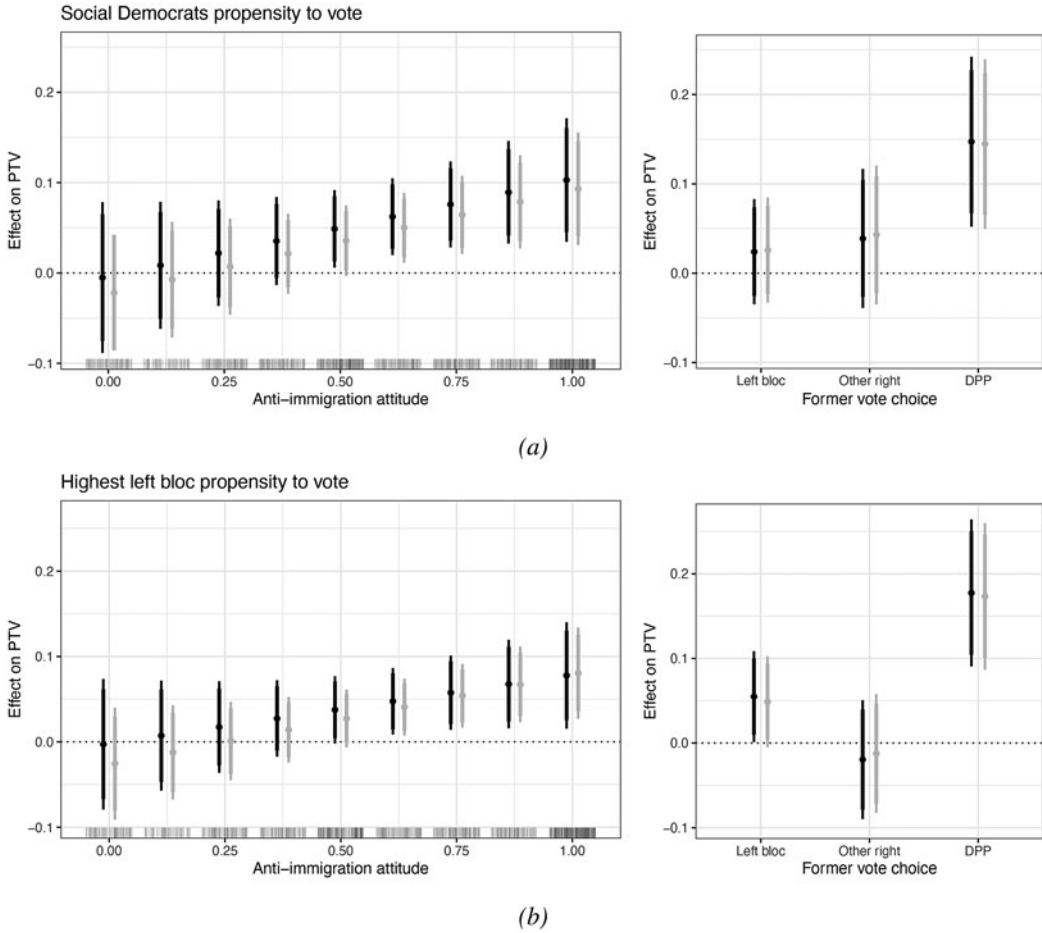 Social Democrats propensity to vote
Effect on PTV
0.2
0.1
0.0
−0.1
0.00 0.25 0.50 0.75 1.00
Anti−immigration attitude
Effect on PTV
0.2
0.1
0.0
−0.1
Left bloc Other right DPP
Former vote choice
(a)
Highest left bloc propensity to vote
Effect on PTV
0.2
0.1
0.0
−0.1
0.00 0.25 0.50 0.75 1.00
Anti−immigration attitude
Effect on PTV
0.2
0.1
0.0
−0.1
Left bloc Other right DPP
Former vote choice
(b)